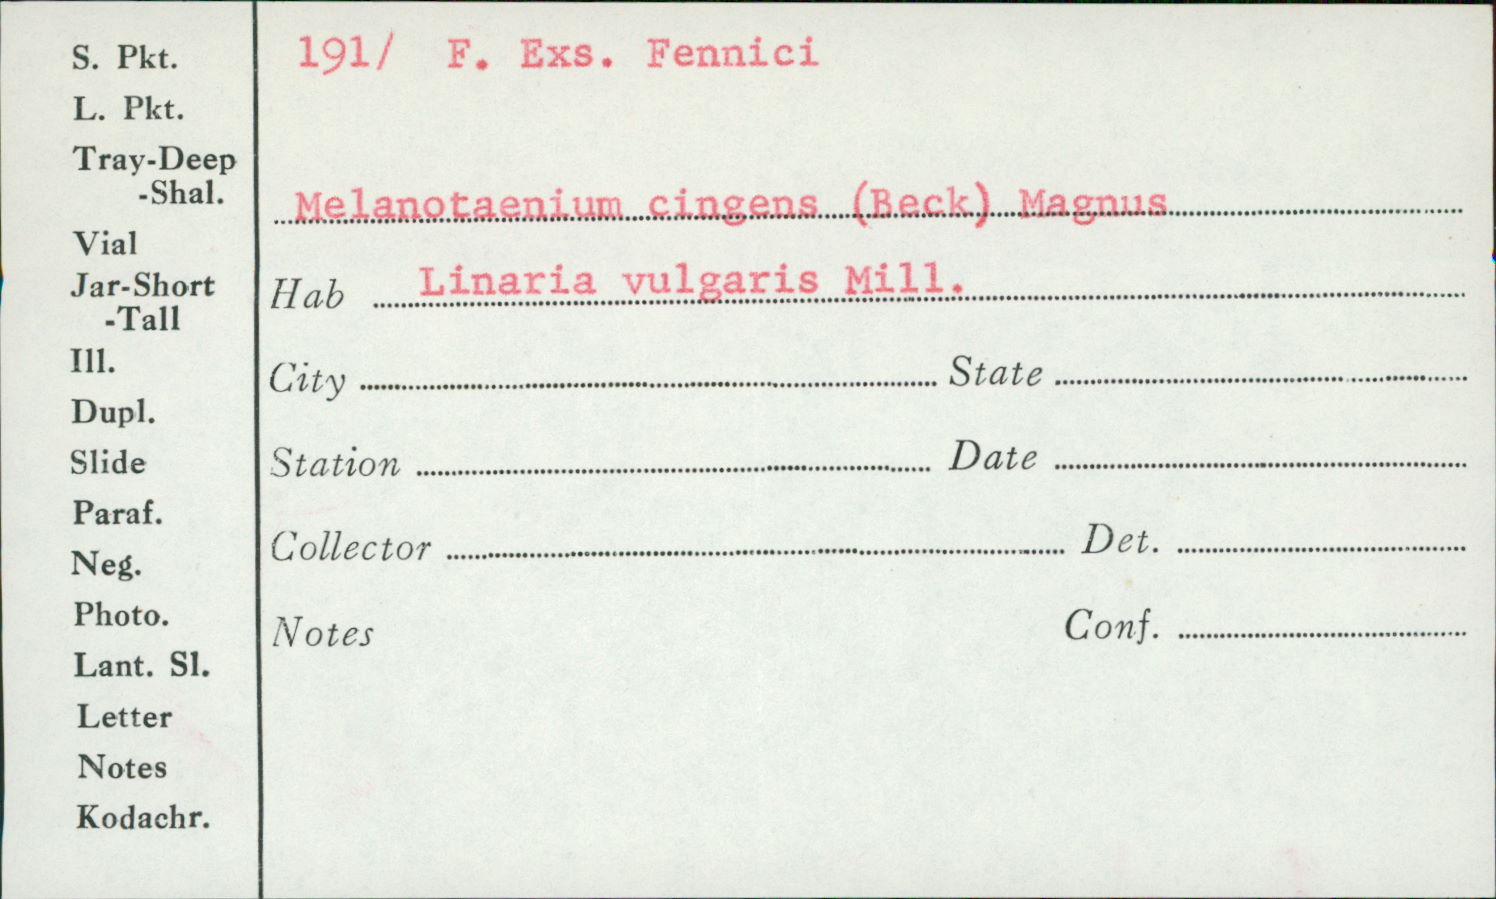 191/ F. Exs. Fennici
Melanotaenium cingens (Beck) Magnus
Hab Linaria vulgaris Mill.
City State
Station Date
Collector Det.
Notes Conf.
S. Pkt.
L. Pkt.
Tray-Deep
-Shal.
Vial
Jar-Short
-Tall
Ill.
Dupl.
Slide
Paraf.
Neg.
Photo.
Lant. Sl.
Letter
Notes
Kodachr.